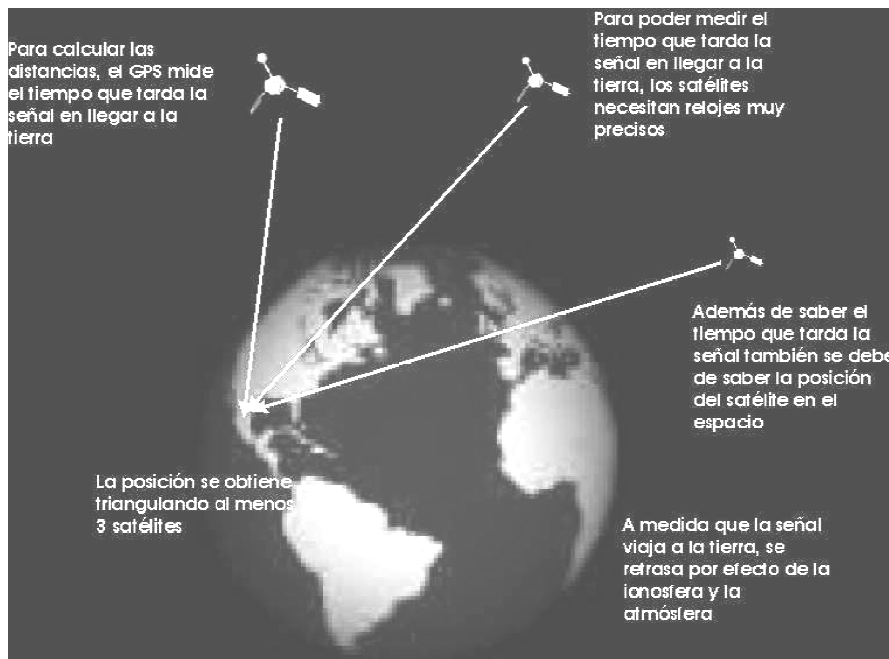 Para calcular las
distancias, el GPS mide
el tiempo que tarda la
señal en llegar a la
tierra
Para poder medir el
tiempo que tarda la
señal en llegar a la
tierra, los satélites
necesitan relojes muy
precisos
Además de saber el
tiempo que tarda la
señal también se debe
de saber la posición
del satélite en el
espacio
La posición se obtiene
triangulando al menos
3 satélites
A medida que la señal
viaja a la tierra, se
retrasa por efecto de la
ionosfera y la
atmósfera